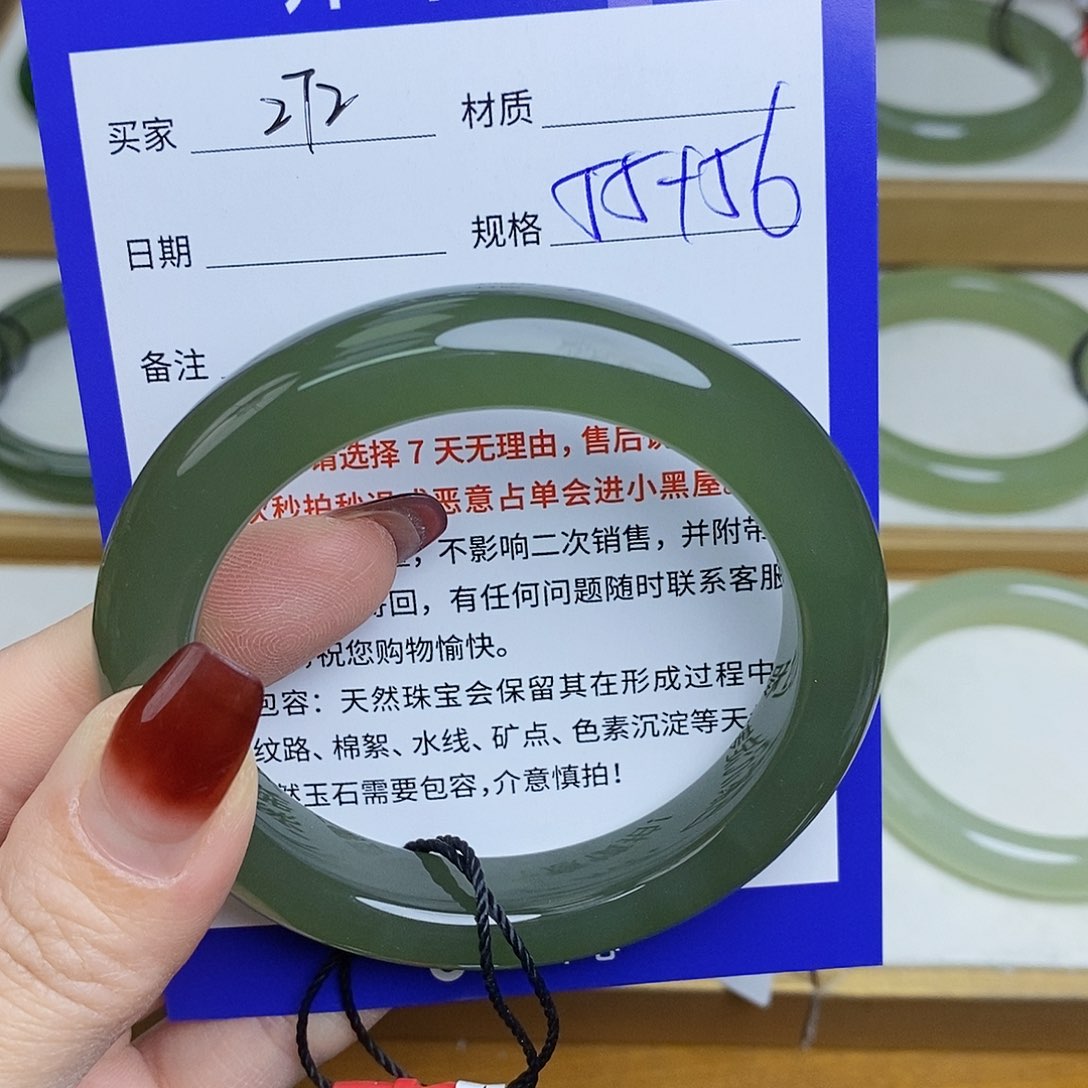 买家 272 材质
规格 55-56
日期
备注
请选择 7 天无理由，售后
秒拍秒退或恶意占单会进小黑屋。
，不影响二次销售，并附带
寄回，有任何问题随时联系客服
，祝您购物愉快。
包容：天然珠宝会保留其在形成过程中
纹路、棉絮、水线、矿点、色素沉淀等天
然玉石需要包容，介意慎拍！